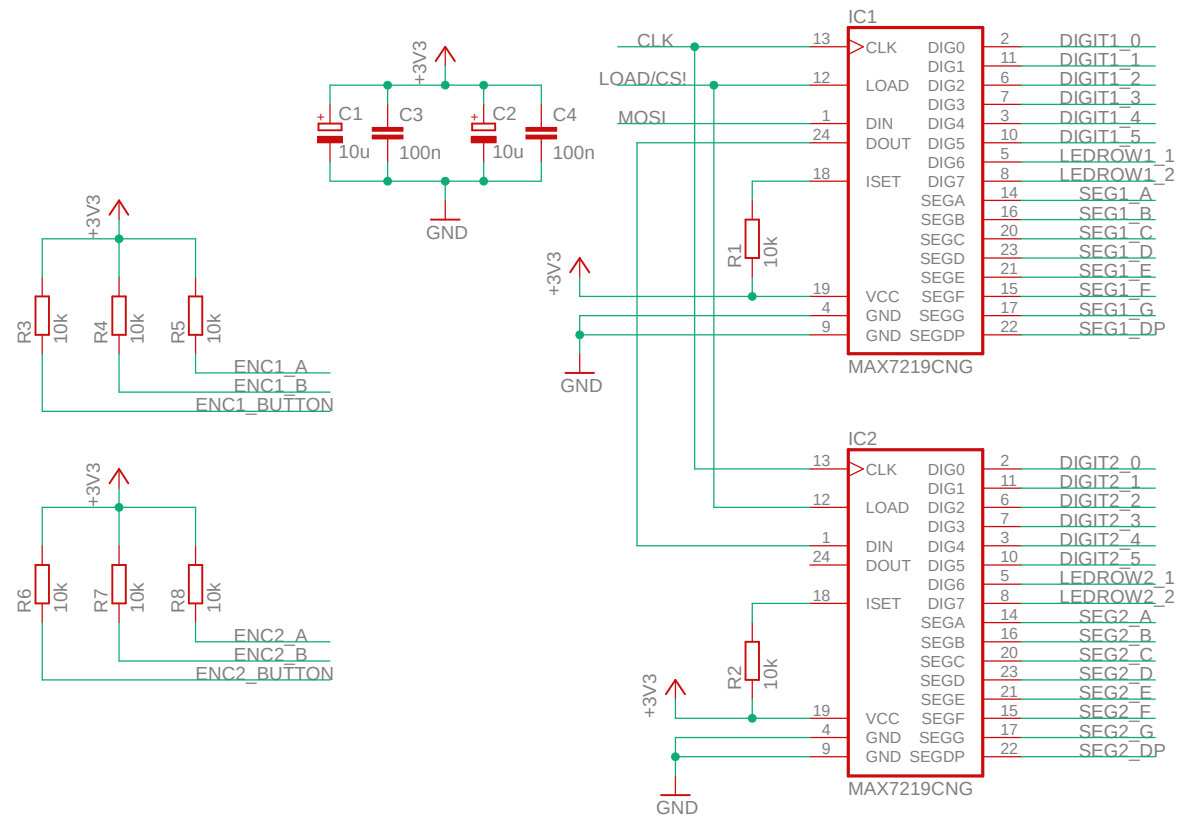 +3V3
C1
10u
C3
100n
C2
10u
C4
100n
GND
+3V3
R3
10k
R4
10k
R5
10k
ENC1_A
ENC1_B
ENC1_BUTTON
+3V3
R6
10k
R7
10k
R8
10k
ENC2_A
ENC2_B
ENC2_BUTTON
IC1
CLK 13 CLK DIG0 2 DIGIT1_0
DIG1 11 DIGIT1_1
LOAD/CS! 12 LOAD DIG2 6 DIGIT1_2
DIG3 7 DIGIT1_3
MOSI 1 DIN DIG4 3 DIGIT1_4
24 DOUT DIG5 10 DIGIT1_5
DIG6 5 LEDROW1_1
18 ISET DIG7 8 LEDROW1_2
SEGA 14 SEG1_A
SEGB 16 SEG1_B
SEGC 20 SEG1_C
SEGD 23 SEG1_D
SEGE 21 SEG1_E
19 VCC SEGF 15 SEG1_F
4 GND SEGG 17 SEG1_G
9 GND SEGDP 22 SEG1_DP
R1
10k
+3V3
GND
MAX7219CNG
IC2
13 CLK DIG0 2 DIGIT2_0
DIG1 11 DIGIT2_1
12 LOAD DIG2 6 DIGIT2_2
DIG3 7 DIGIT2_3
1 DIN DIG4 3 DIGIT2_4
24 DOUT DIG5 10 DIGIT2_5
DIG6 5 LEDROW2_1
18 ISET DIG7 8 LEDROW2_2
SEGA 14 SEG2_A
SEGB 16 SEG2_B
SEGC 20 SEG2_C
SEGD 23 SEG2_D
SEGE 21 SEG2_E
19 VCC SEGF 15 SEG2_F
4 GND SEGG 17 SEG2_G
9 GND SEGDP 22 SEG2_DP
R2
10k
+3V3
GND
MAX7219CNG